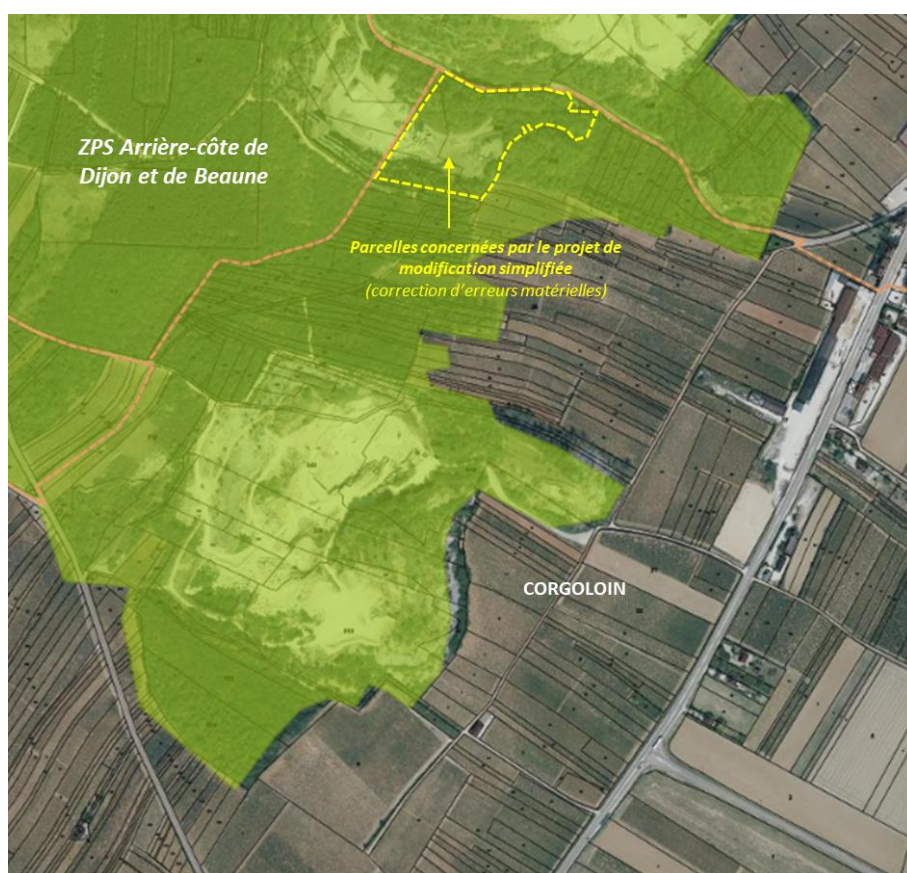 ZPS Arrière-côte de
Dijon et de Beaune
Parcelles concernées par le projet de
modification simplifiée
(correction d'erreurs matérielles)
CORGOLOIN